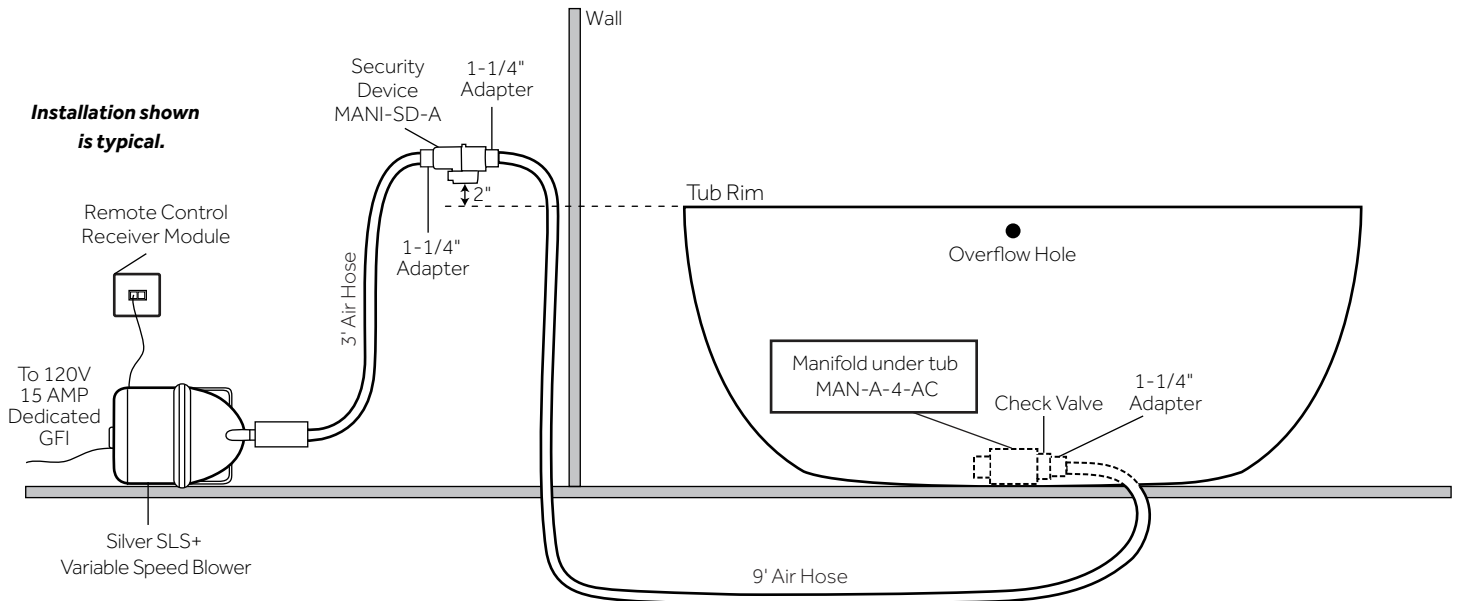 Wall
Security
Device
MANI-SD-A
1-1/4"
Adapter
Installation shown
is typical.
2"
Tub Rim
Remote Control
Receiver Module
1-1/4"
Adapter
Overflow Hole
3' Air Hose
To 120V
15 AMP
Dedicated
GFI
Manifold under tub
MAN-A-4-AC
Check Valve
1-1/4"
Adapter
Silver SLS+
Variable Speed Blower
9' Air Hose